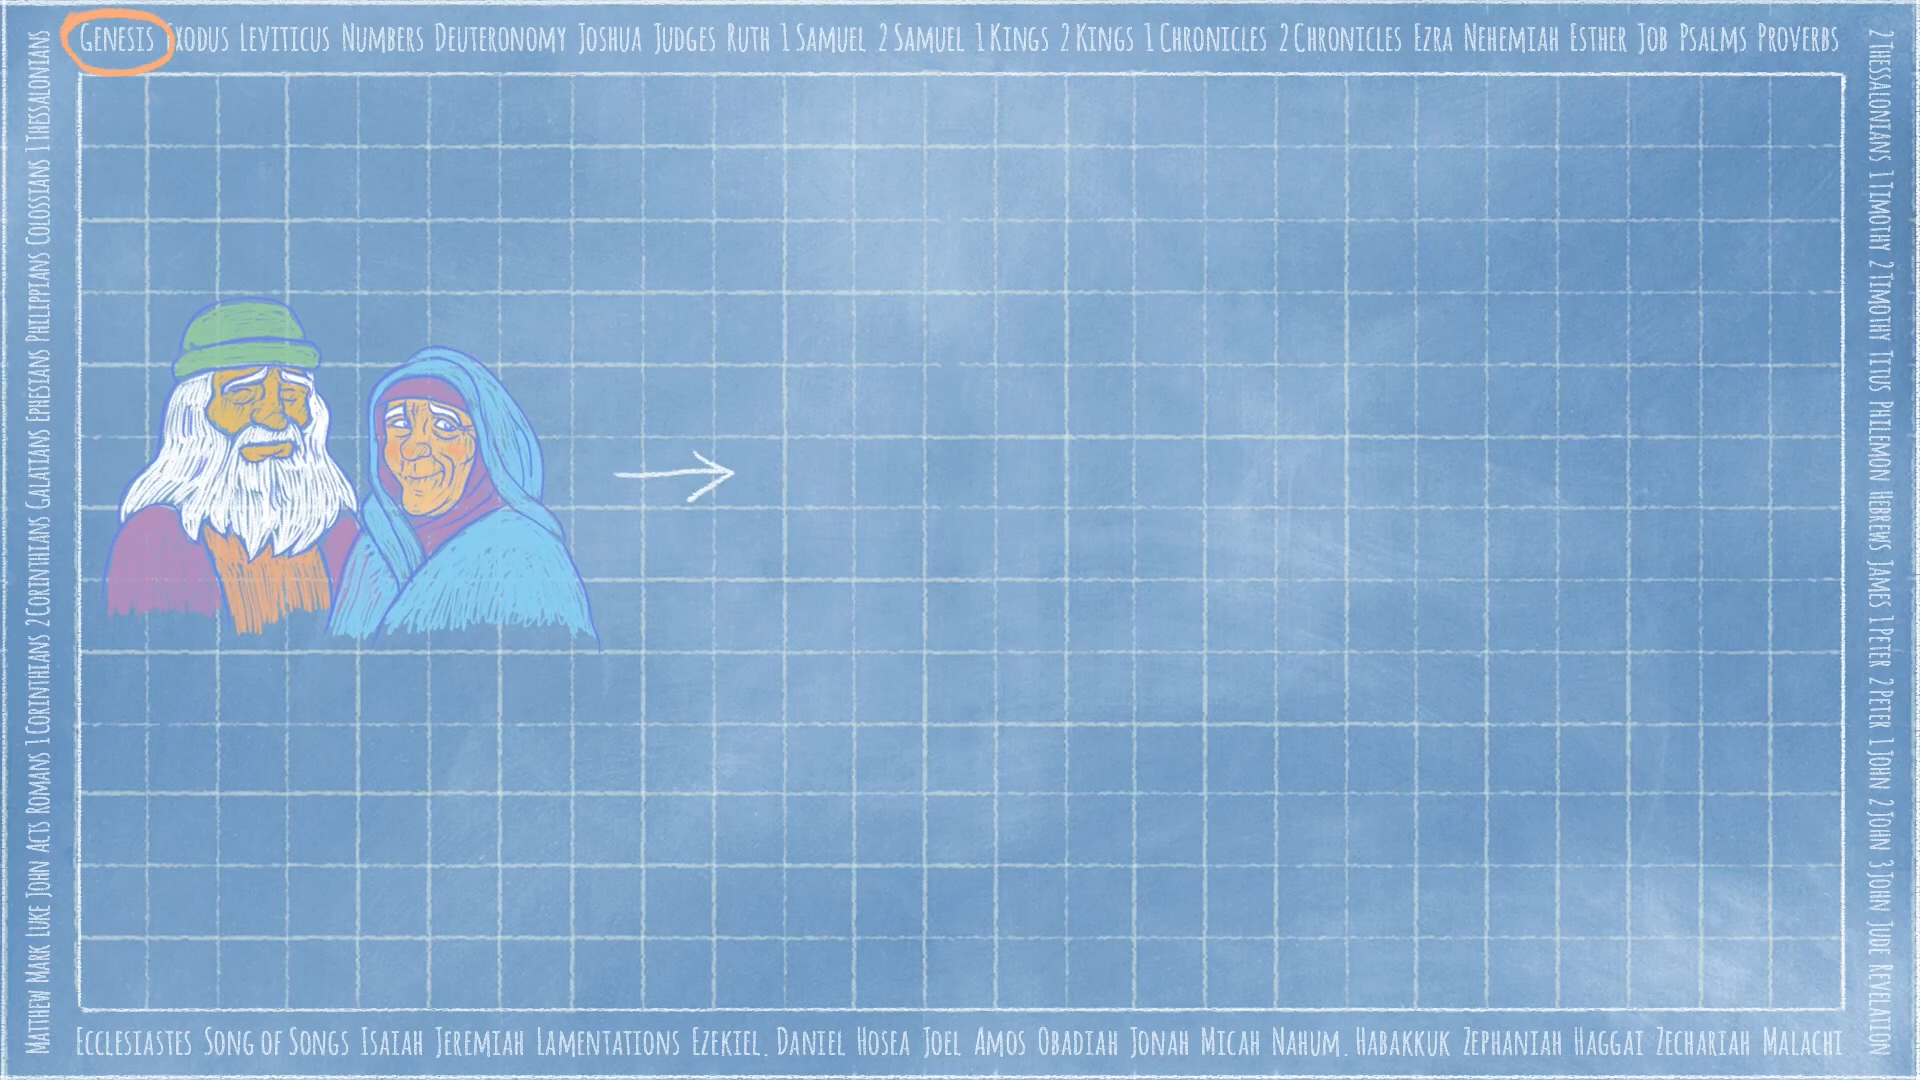 Genesis Exodus Leviticus Numbers Deuteronomy Joshua Judges Ruth 1 Samuel 2 Samuel 1 Kings 2 Kings 1 Chronicles 2 Chronicles Ezra Nehemiah Esther Job Psalms Proverbs
Ecclesiastes Song of Songs Isaiah Jeremiah Lamentations Ezekiel. Daniel Hosea Joel Amos Obadiah Jonah Micah Nahum. Habakkuk Zephaniah Haggai Zechariah Malachi
Matthew Mark Luke John Acts Romans 1 Corinthians 2 Corinthians Galatians Ephesians Philippians Colossians 1 Thessalonians
2 Thessalonians 1 Timothy 2 Timothy Titus Philemon Hebrews James 1 Peter 2 Peter 1 John 2 John 3 John Jude Revelation